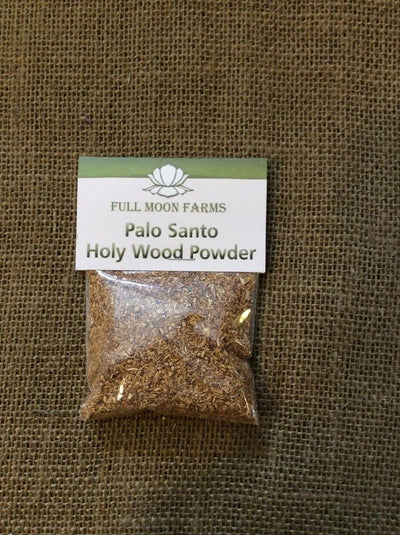 FULL MOON FARMS
Palo Santo
Holy Wood Powder